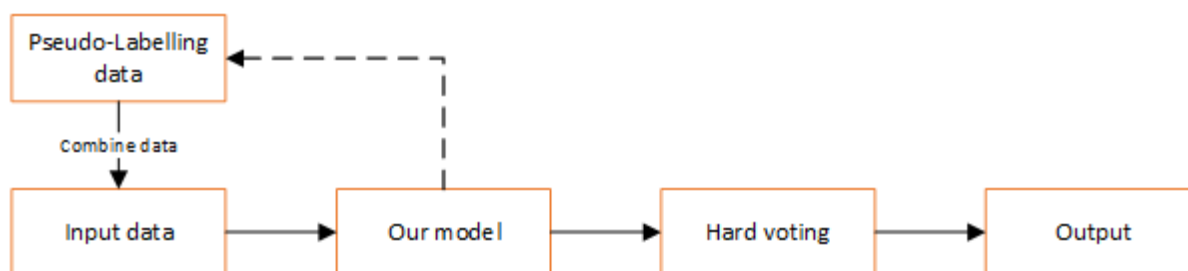 Pseudo-Labelling
data
Combine data
Input data
Our model
Hard voting
Output